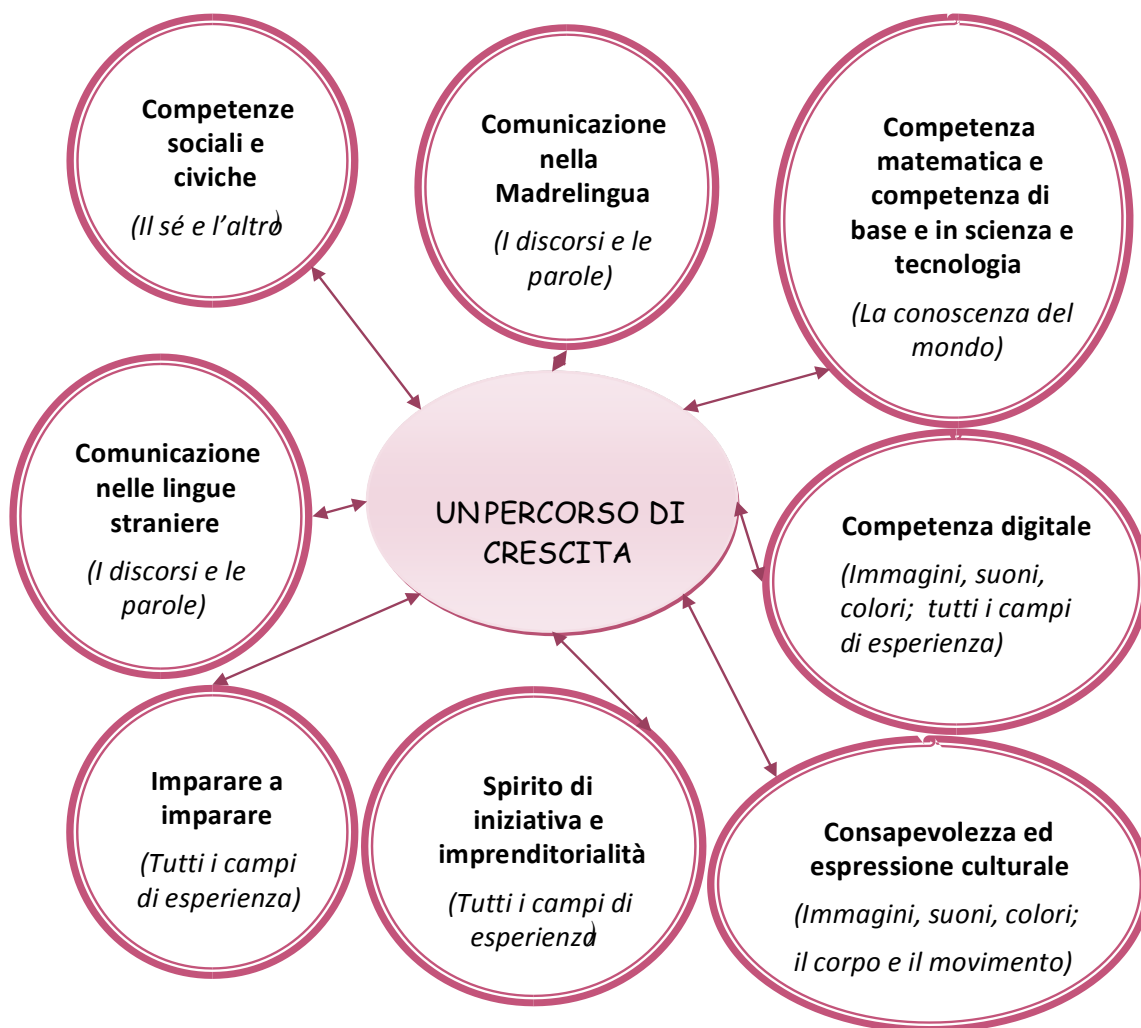 Competenze
sociali e
civiche
(Il sé e l'altro)
Comunicazione
nella
Madrelingua
(I discorsi e le
parole)
Competenza
matematica e
competenza di
base e in scienza e
tecnologia
(La conoscenza del
mondo)
Comunicazione
nelle lingue
straniere
(I discorsi e le
parole)
UN PERCORSO DI
CRESCITA
Competenza digitale
(Immagini, suoni,
colori; tutti i campi
di esperienza)
Imparare a
imparare
(Tutti i campi
di esperienza)
Spirito di
iniziativa e
imprenditorialità
(Tutti i campi di
esperienza)
Consapevolezza ed
espressione culturale
(Immagini, suoni, colori;
il corpo e il movimento)